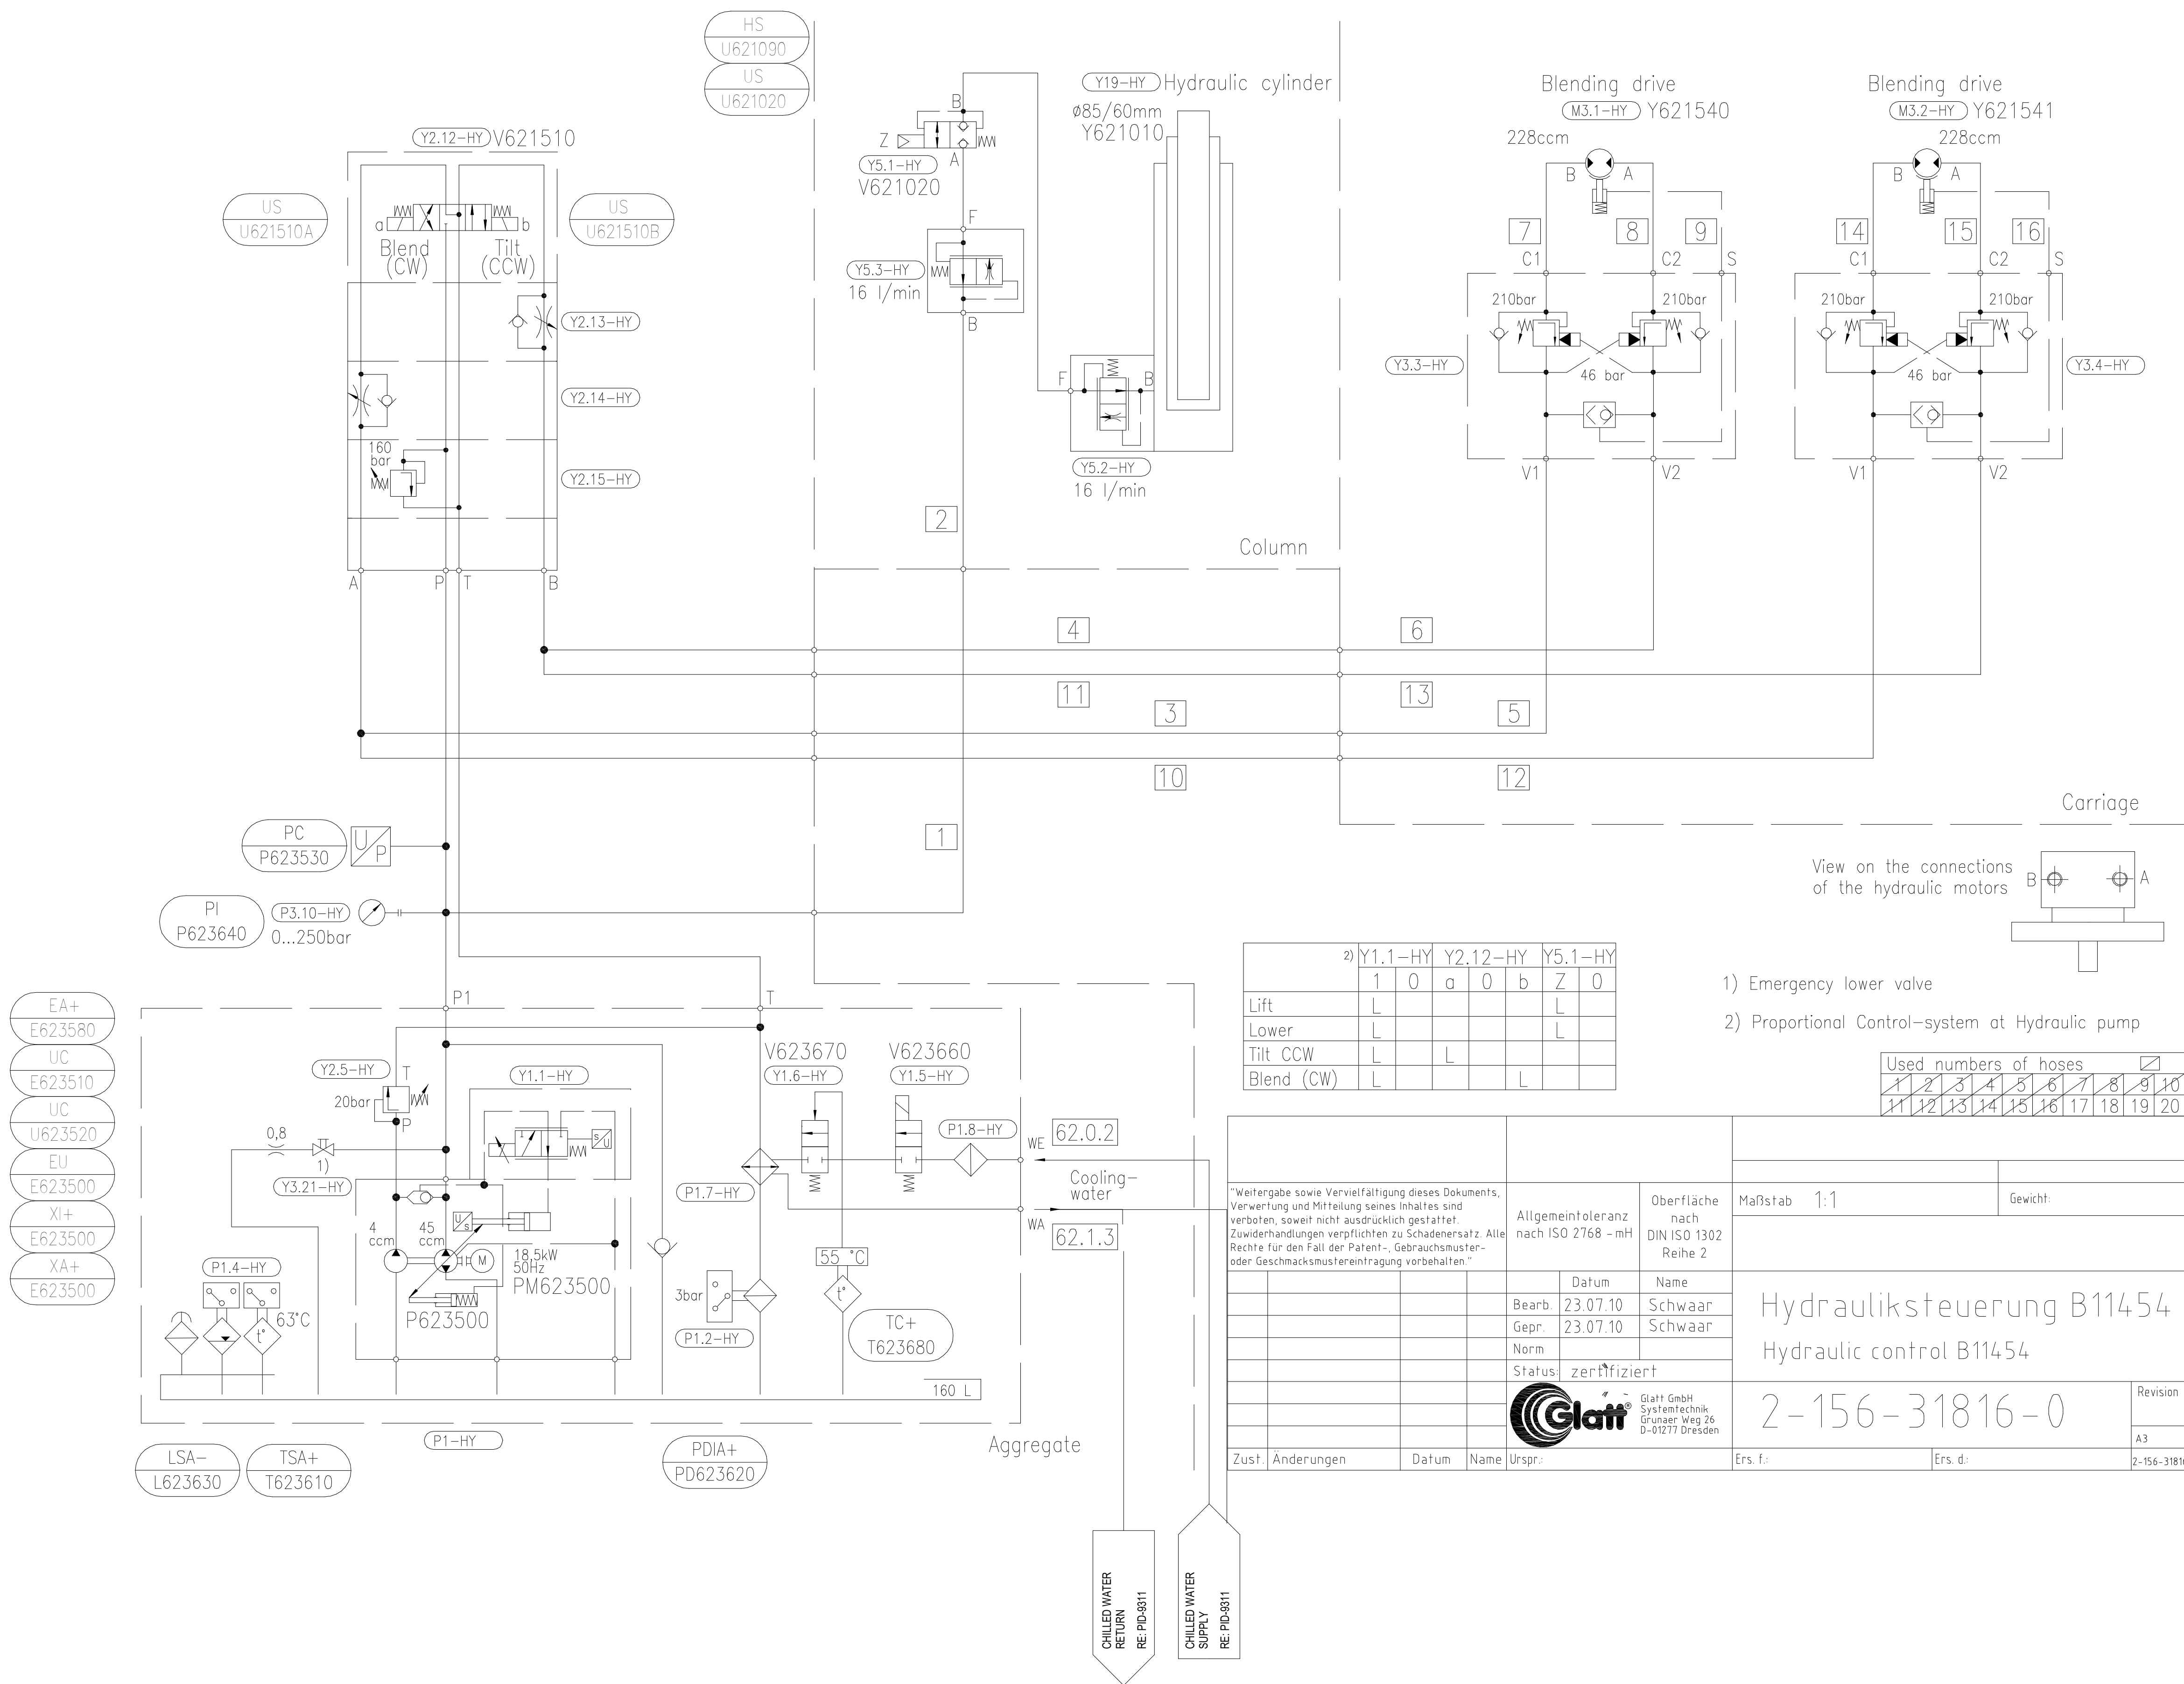 HS
U621090
US
U621020
Y2.12-HY V621510
US
U621510A
US
U621510B
a
b
Blend
(CW)
Tilt
(CCW)
Y2.13-HY
Y2.14-HY
160
bar
Y2.15-HY
A
P
T
B
Y19-HY Hydraulic cylinder
ø85/60mm
Y621010
B
Z
A
Y5.1-HY
V621020
F
Y5.3-HY
16 l/min
B
F
B
Y5.2-HY
16 l/min
2
Column
Blending drive
M3.1-HY Y621540
228ccm
B
A
7
8
9
C1
C2
S
210bar
210bar
Y3.3-HY
46 bar
V1
V2
Blending drive
M3.2-HY Y621541
228ccm
B
A
14
15
16
C1
C2
S
210bar
210bar
46 bar
Y3.4-HY
V1
V2
4
6
11
13
3
5
10
12
Carriage
1
PC
P623530
U
P
PI
P623640
P3.10-HY
0...250bar
View on the connections
of the hydraulic motors
B
A
1) Emergency lower valve
2) Proportional Control-system at Hydraulic pump
2) Y1.1-HY Y2.12-HY Y5.1-HY
1 0 a 0 b Z 0
Lift L L
Lower L L
Tilt CCW L L
Blend (CW) L L
Used numbers of hoses
1 2 3 4 5 6 7 8 9 10
11 12 13 14 15 16 17 18 19 20
EA+
E623580
UC
E623510
UC
U623520
EU
E623500
XI+
E623500
XA+
E623500
P1
T
Y2.5-HY
T
20bar
P
Y1.1-HY
s
U
0,8
1)
Y3.21-HY
U
s
4
ccm
45
ccm
M
18,5kW
50Hz
PM623500
P623500
P1.4-HY
t°
63°C
V623670
Y1.6-HY
V623660
Y1.5-HY
P1.8-HY
P1.7-HY
WE
62.0.2
Cooling-
water
WA
62.1.3
55 °C
t°
3bar
P1.2-HY
TC+
T623680
160 L
P1-HY
Aggregate
LSA-
L623630
TSA+
T623610
PDIA+
PD623620
CHILLED WATER
RETURN
RE: PID-9311
CHILLED WATER
SUPPLY
RE: PID-9311
"Weitergabe sowie Vervielfältigung dieses Dokuments,
Verwertung und Mitteilung seines Inhaltes sind
verboten, soweit nicht ausdrücklich gestattet.
Zuwiderhandlungen verpflichten zu Schadenersatz. Alle
Rechte für den Fall der Patent-, Gebrauchsmuster-
oder Geschmacksmustereintragung vorbehalten."
Allgemeintoleranz
nach ISO 2768 -mH
Oberfläche
nach
DIN ISO 1302
Reihe 2
Maßstab 1:1
Gewicht:
Datum Name
Bearb. 23.07.10 Schwaar
Gepr. 23.07.10 Schwaar
Norm
Status: zertifiziert
Hydrauliksteuerung B11454
Hydraulic control B11454
Glatt®
Glatt GmbH
Systemtechnik
Grunaer Weg 26
D-01277 Dresden
2-156-31816-0
Revision
A3
Zust. Änderungen Datum Name Urspr.:
Ers. f.:
Ers. d.: